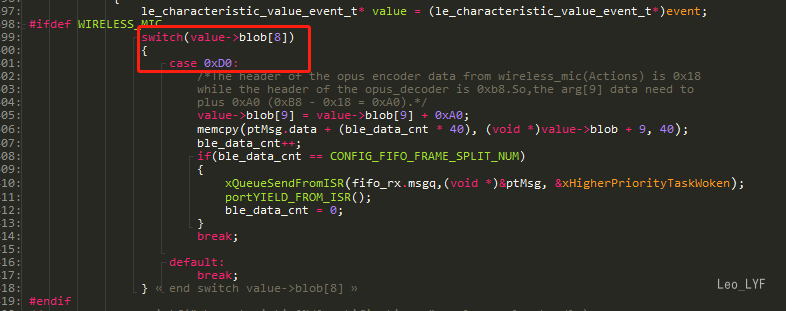 97: le_characteristic_value_event_t* value = (le_characteristic_value_event_t*)event;
98: #ifdef WIRELESS_MIC
99: switch(value->blob[8])
00: {
01: case 0xD0:
02: /*The header of the opus encoder data from wireless_mic(Actions) is 0x18
03: while the header of the opus_decoder is 0xb8.So,the arg[9] data need to
04: plus 0xA0 (0xB8 - 0x18 = 0xA0).*/
05: value->blob[9] = value->blob[9] + 0xA0;
06: memcpy(ptMsg.data + (ble_data_cnt * 40), (void *)value->blob + 9, 40);
07: ble_data_cnt++;
08: if(ble_data_cnt == CONFIG_FIFO_FRAME_SPLIT_NUM)
09: {
10: xQueueSendFromISR(fifo_rx.msgq,(void *)&ptMsg, &xHigherPriorityTaskWoken);
11: portYIELD_FROM_ISR();
12: ble_data_cnt = 0;
13: }
14: break;
15:
16: default:
17: break;
18: } « end switch value->blob[8] »
19: #endif
Leo_LYF